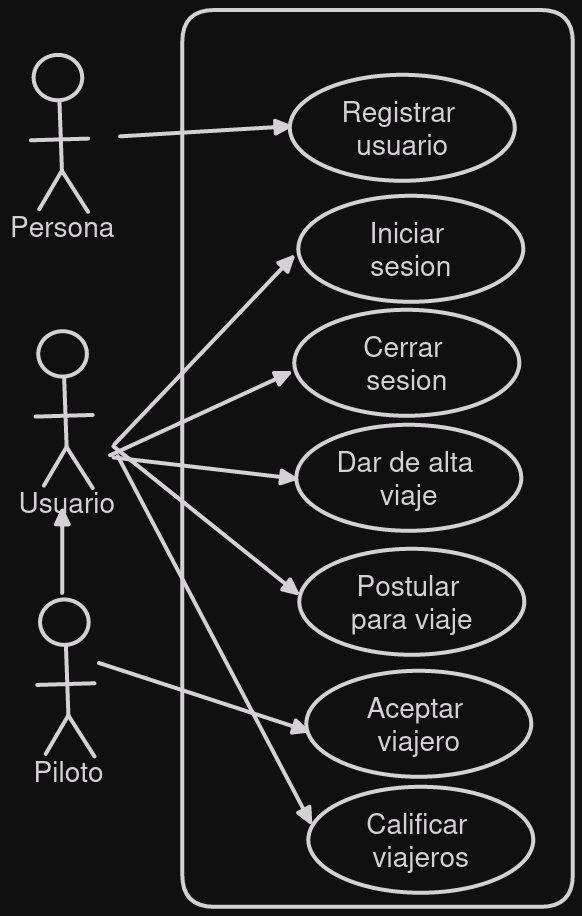 Registrar
usuario
Persona
Iniciar
sesion
Cerrar
sesion
Dar de alta
viaje
Usuario
Postular
para viaje
Aceptar
viajero
Piloto
Calificar
viajeros